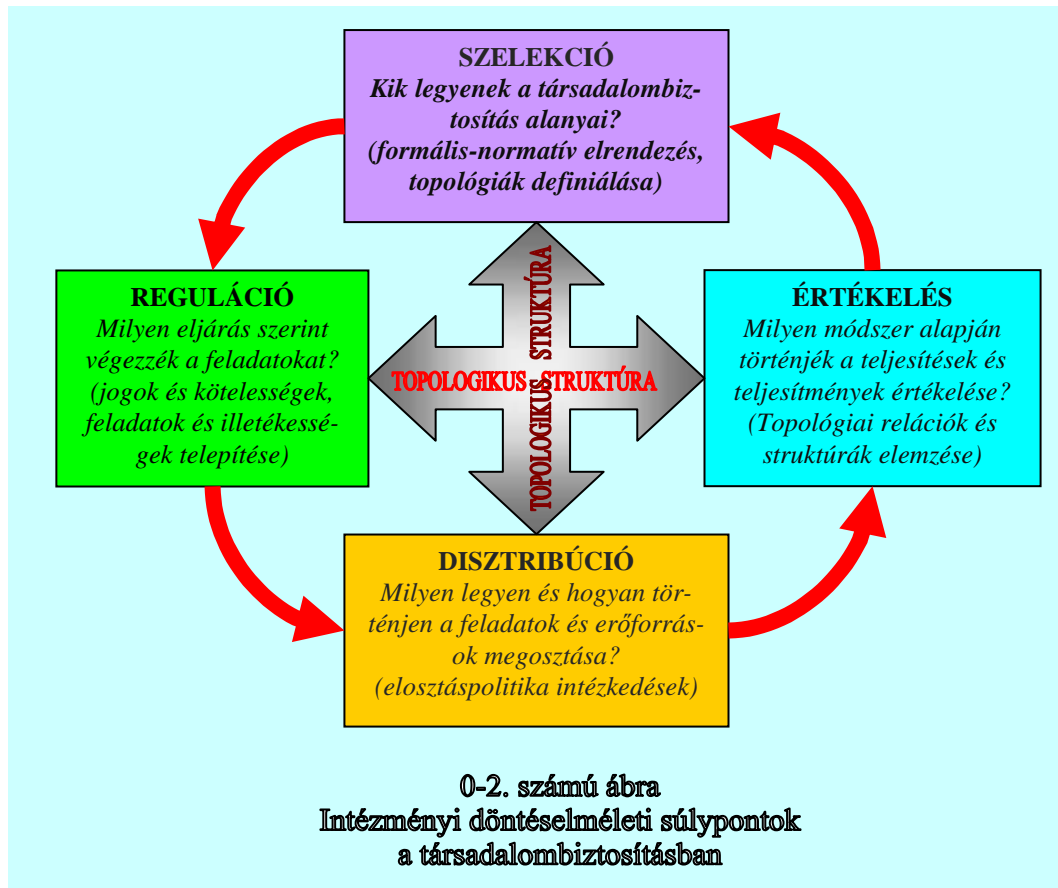 SZELEKCIÓ
Kik legyenek a társadalombiz-
tosítás alanyai?
(formális-normatív elrendezés,
topológiák definiálása)
REGULÁCIÓ
Milyen eljárás szerint
végezzék a feladatokat?
(jogok és kötelességek,
feladatok és illetékessé-
gek telepítése)
TOPOLOGIKUS STRUKTÚRA
TOPOLOGIKUS STRUKTÚRA
ÉRTÉKELÉS
Milyen módszer alapján
történjék a teljesítések és
teljesítmények értékelése?
(Topológiai relációk és
struktúrák elemzése)
DISZTRIBÚCIÓ
Milyen legyen és hogyan tör-
ténjen a feladatok és erőforrás-
ok megosztása?
(elosztáspolitika intézkedések)
0-2. számú ábra
Intézményi döntéselméleti súlypontok
a társadalombiztosításban